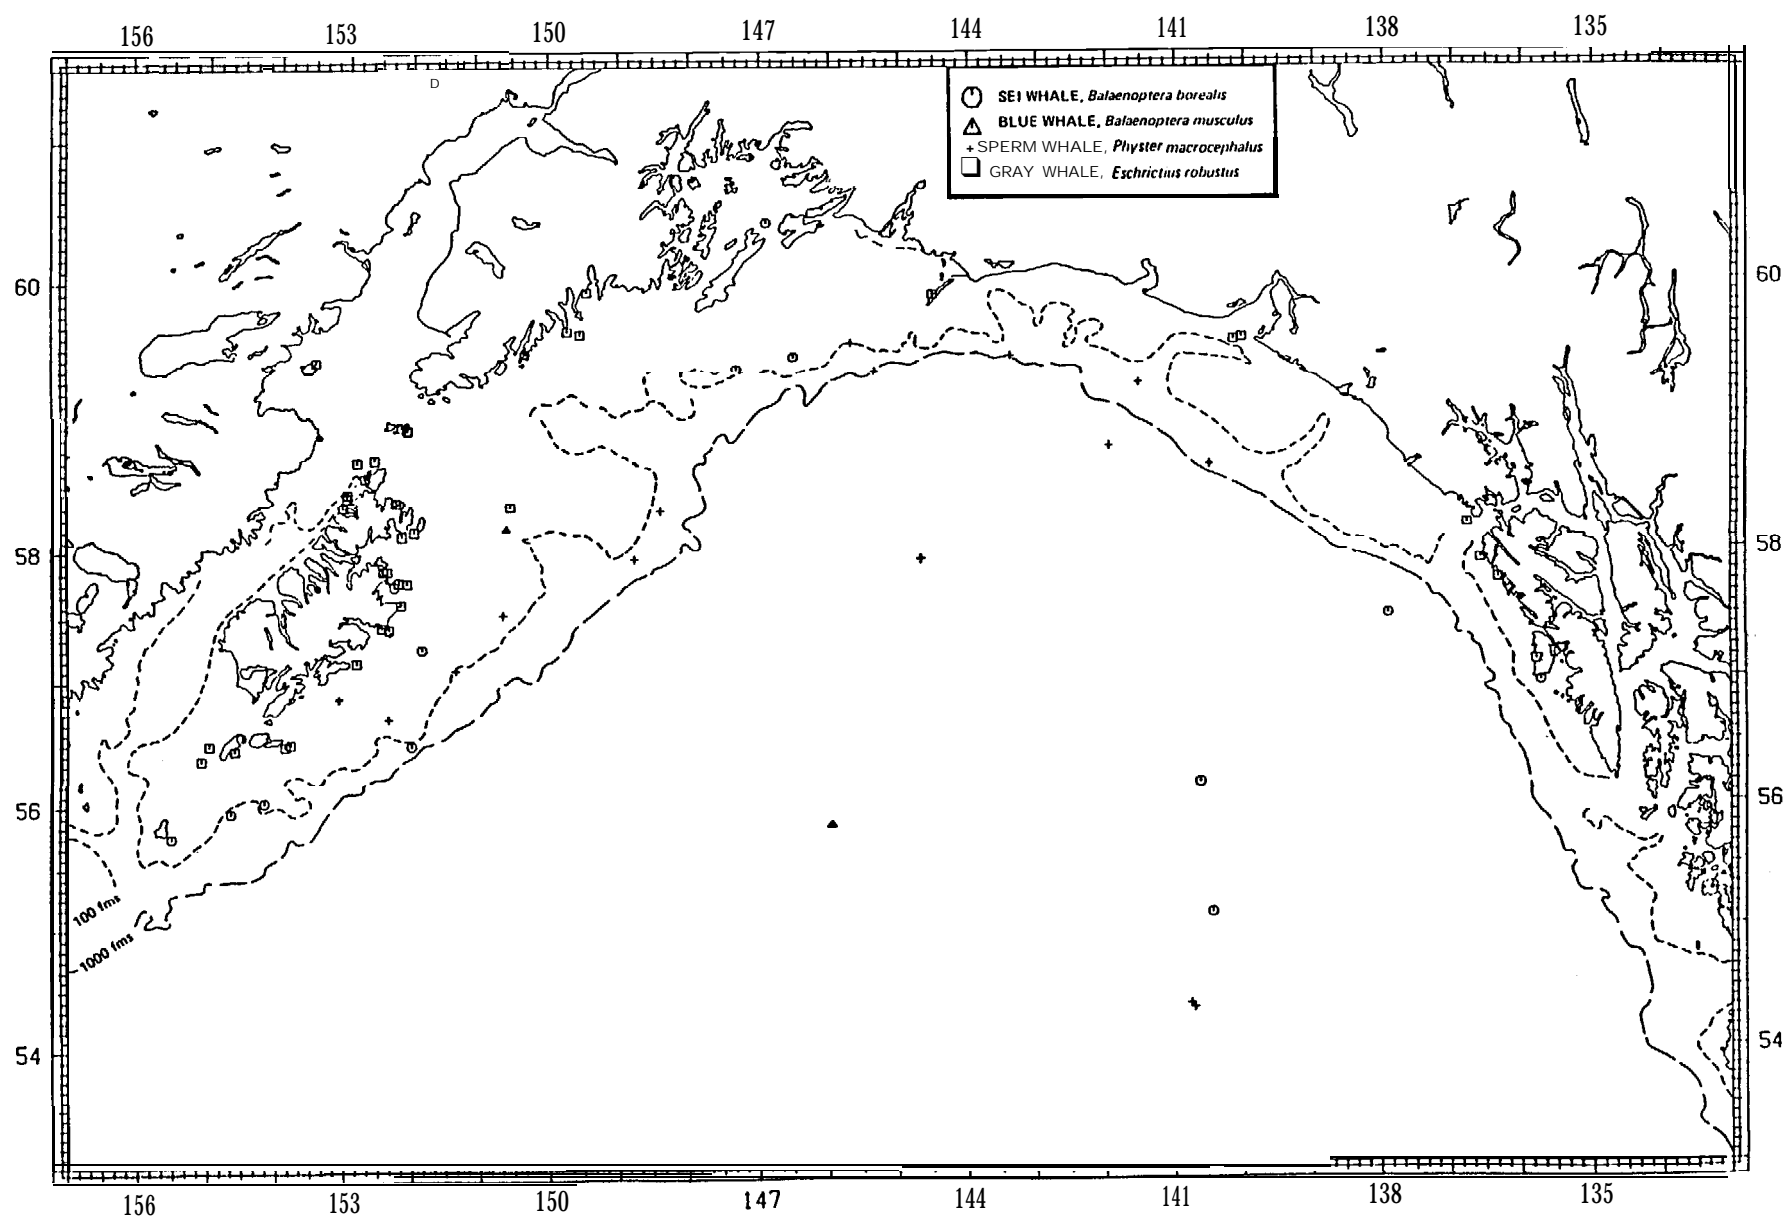 156 153 150 147 144 141 138 135
D
SEI WHALE, Balaenoptera borealis
BLUE WHALE, Balaenoptera musculus
+ SPERM WHALE, Physter macrocephalus
GRAY WHALE, Eschrictius robustus
60 60
58 58
56 56
100 fms
1000 fms
54 54
156 153 150 147 144 141 138 135